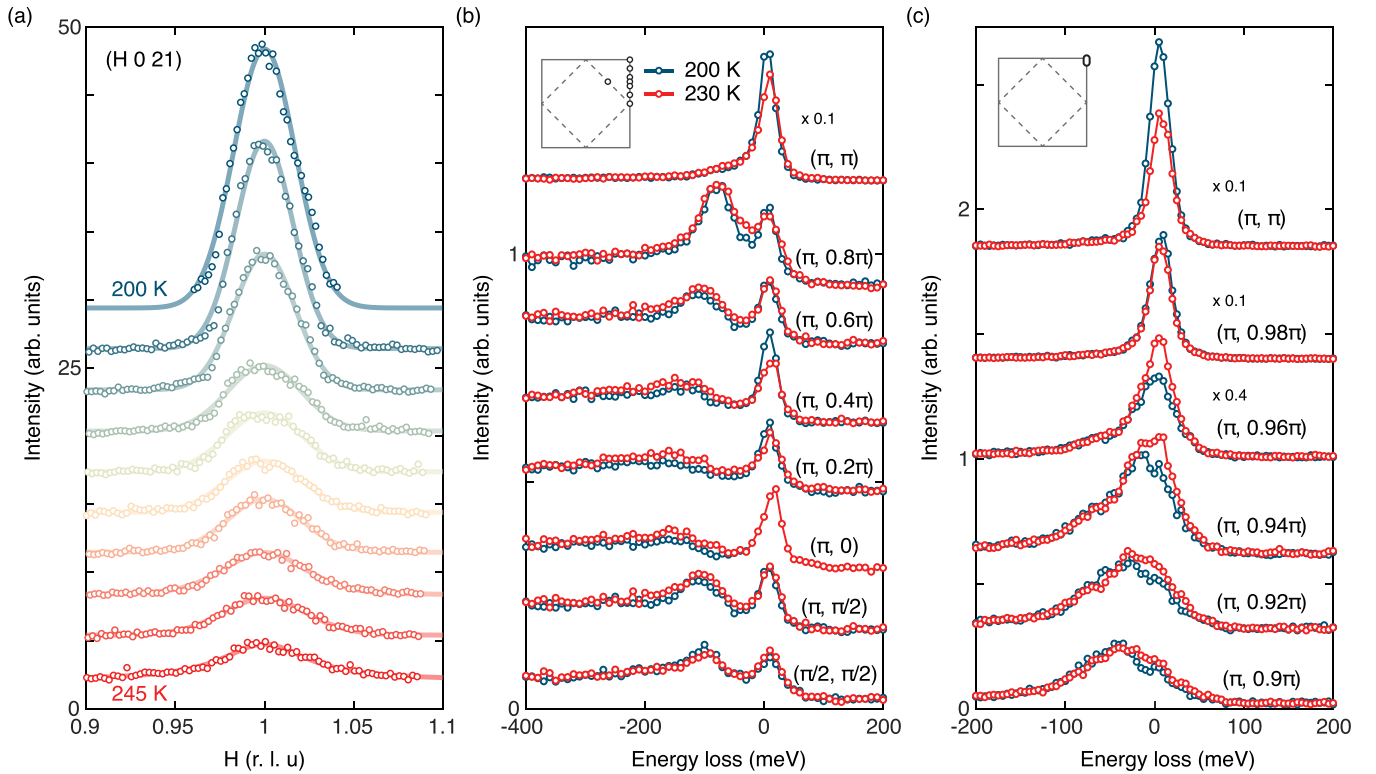 (a)
50
(H 0 21)
200 K
25
Intensity (arb. units)
245 K
0
0.9
0.95
1
1.05
1.1
H (r. l. u)
(b)
200 K
230 K
x 0.1
(π, π)
1
(π, 0.8π)
(π, 0.6π)
Intensity (arb. units)
(π, 0.4π)
(π, 0.2π)
(π, 0)
(π, π/2)
(π/2, π/2)
0
-400
-200
0
200
Energy loss (meV)
(c)
2
x 0.1
(π, π)
x 0.1
(π, 0.98π)
x 0.4
(π, 0.96π)
Intensity (arb. units)
1
(π, 0.94π)
(π, 0.92π)
(π, 0.9π)
0
-200
-100
0
100
200
Energy loss (meV)